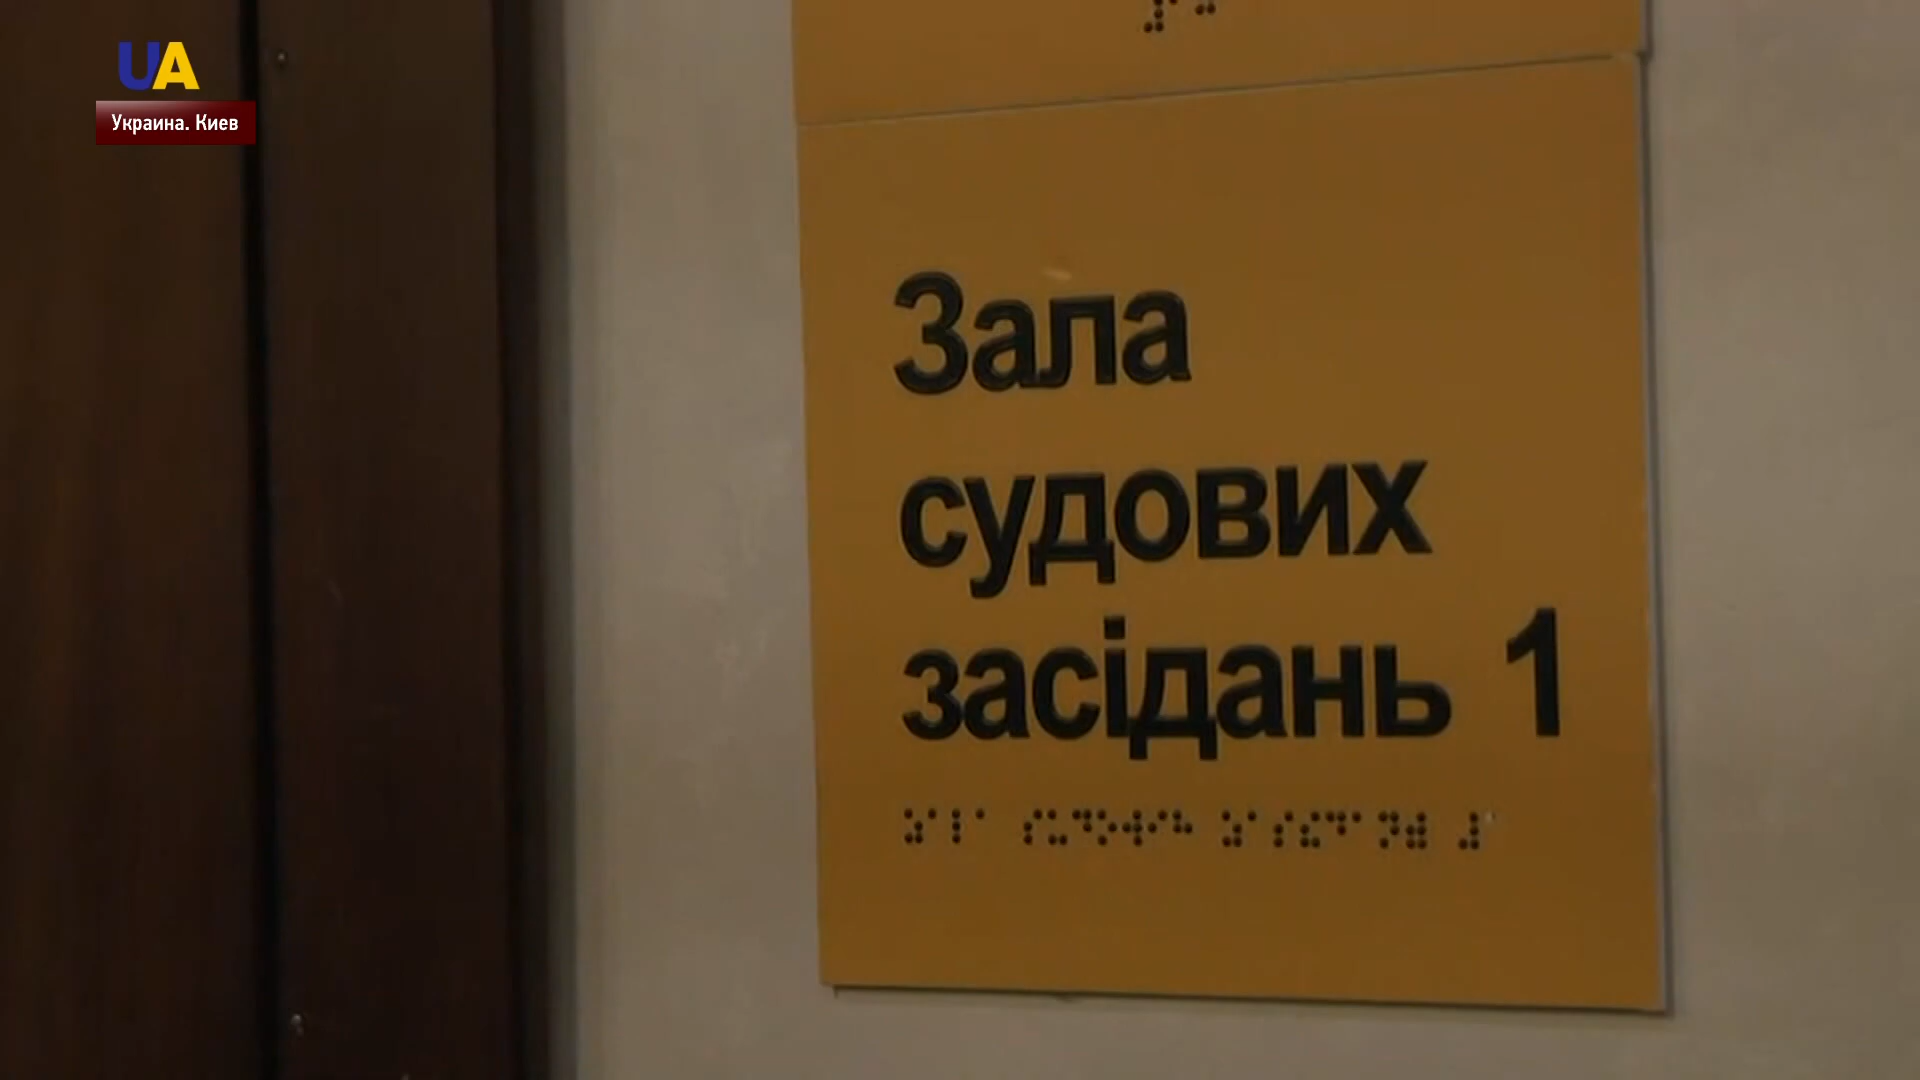 UA
Украина. Киев
Зала
судових
засідань 1